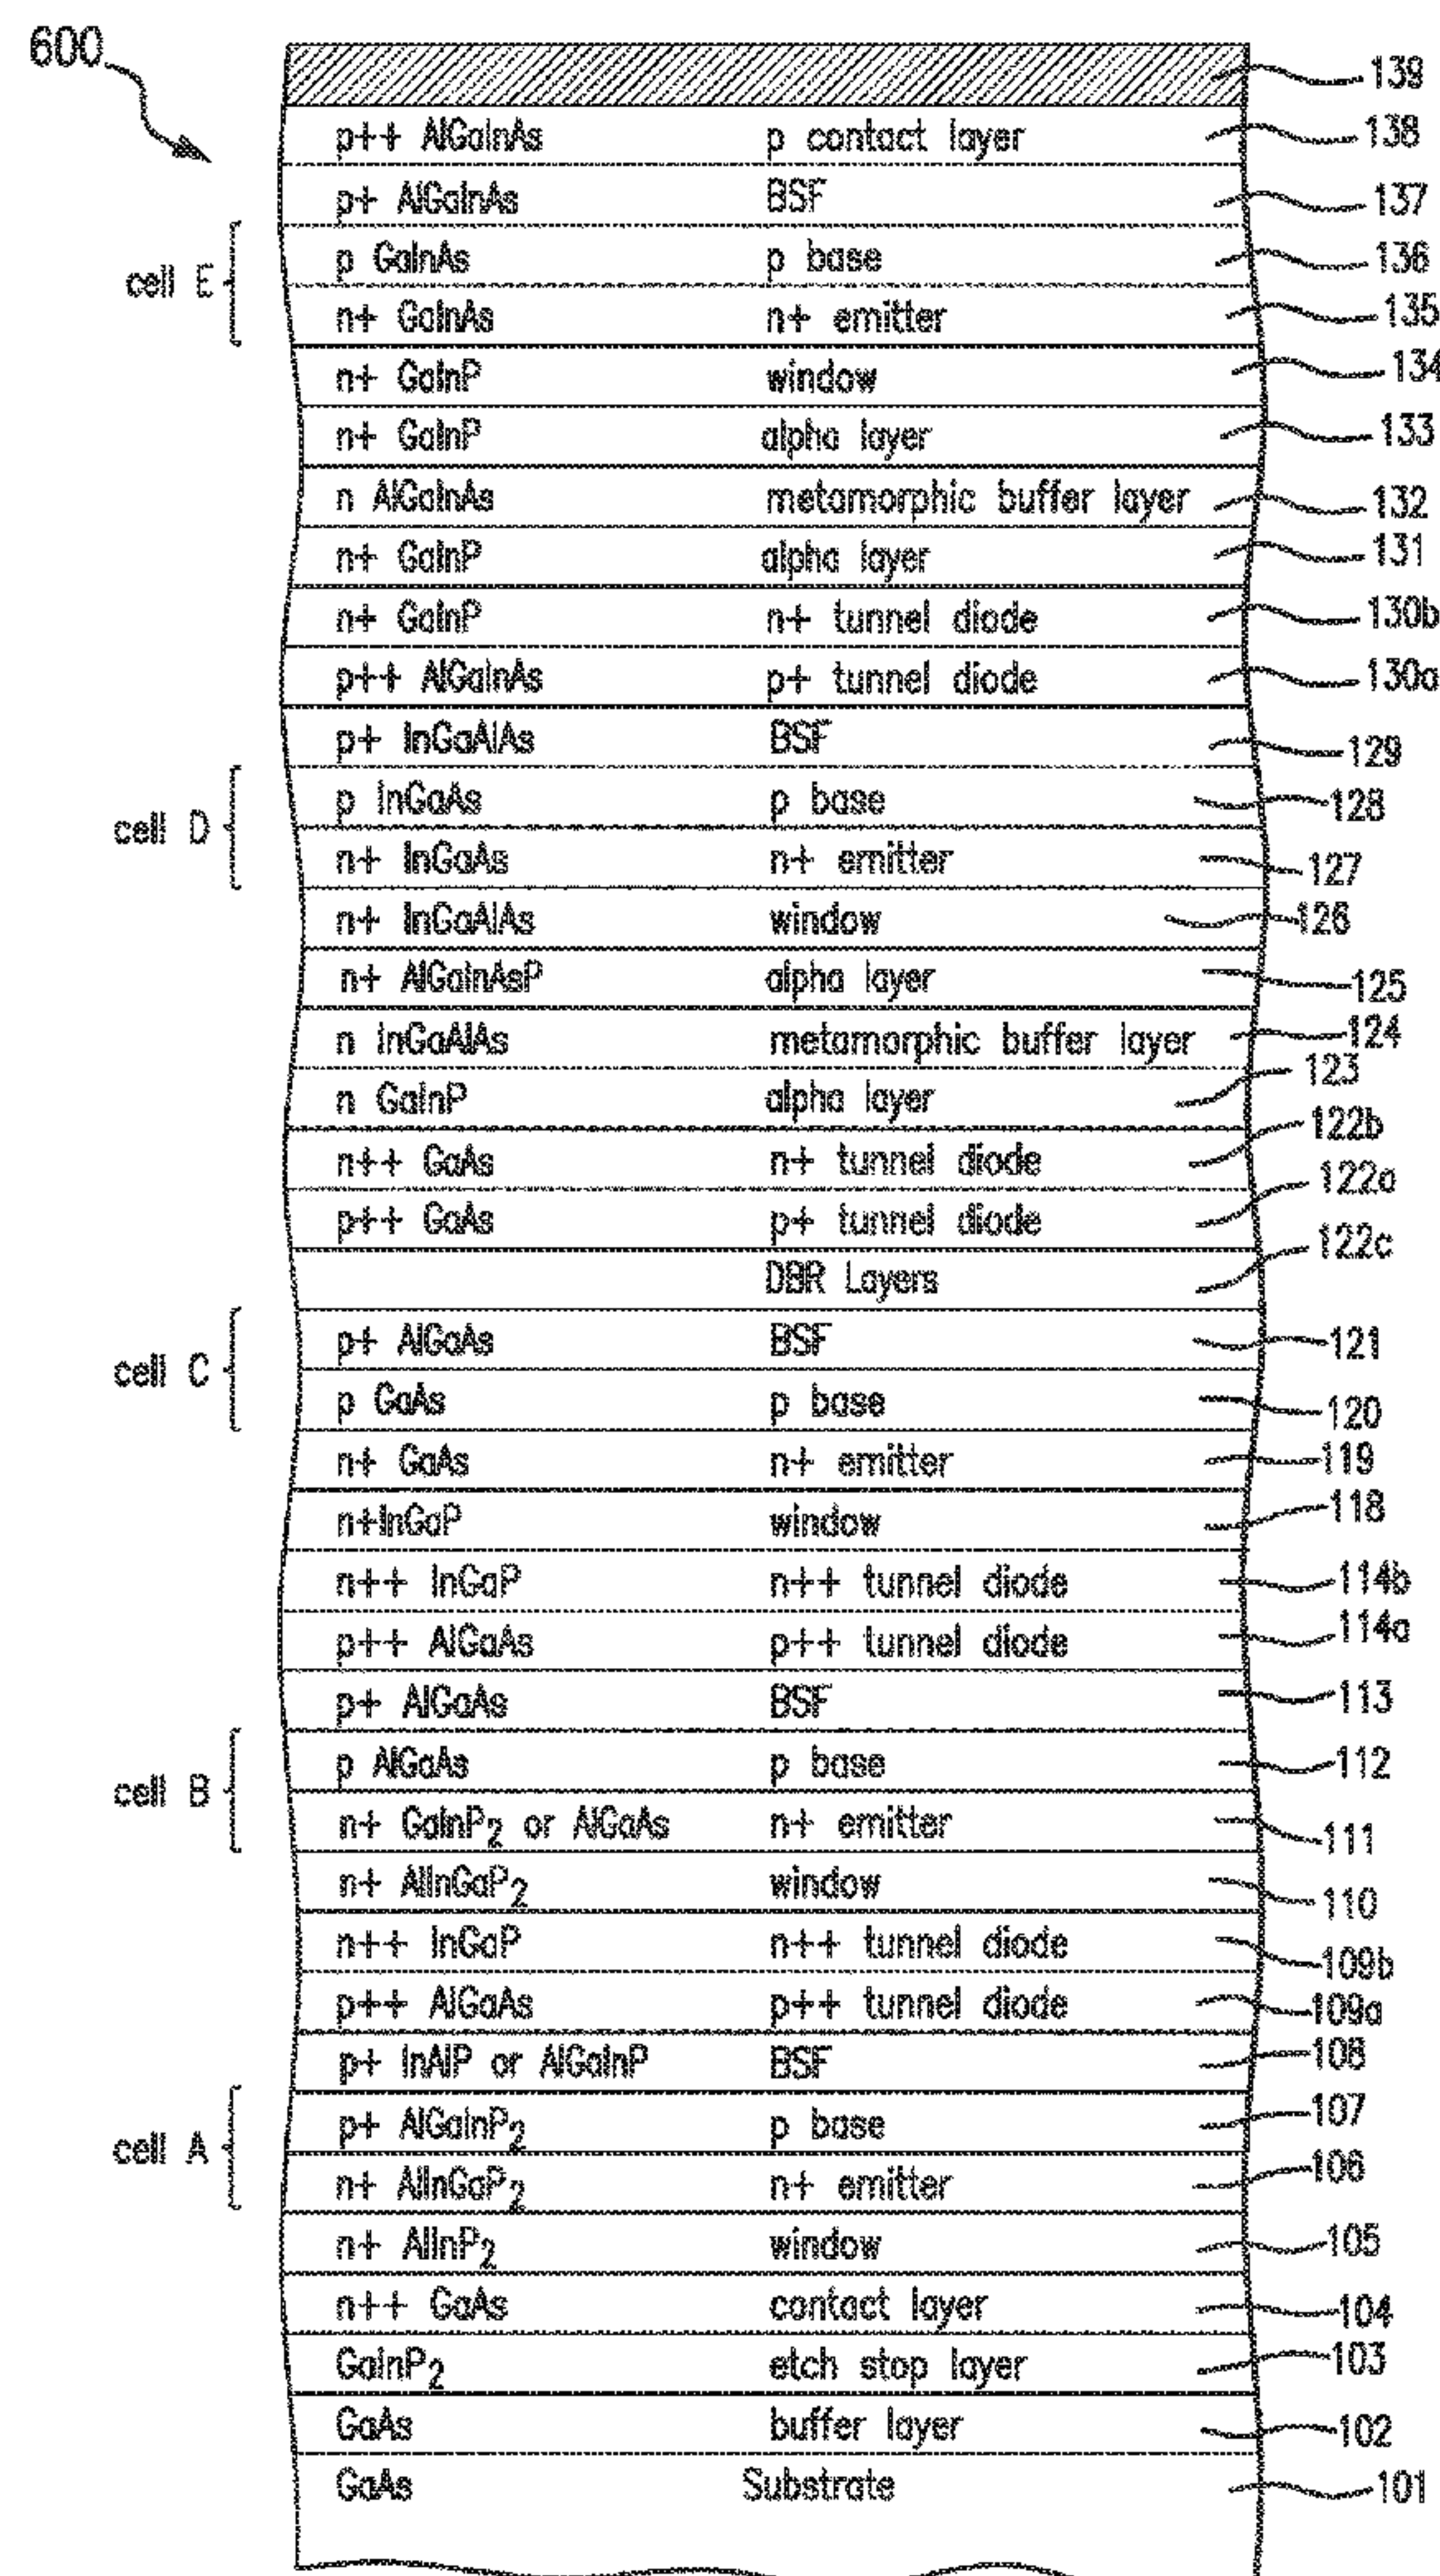 600
139
p++ AlGaInAs p contact layer 138
p+ AlGaInAs BSF 137
p GaInAs p base 136
cell E
n+ GaInAs n+ emitter 135
n+ GaInP window 134
n+ GaInP alpha layer 133
n AlGaInAs metamorphic buffer layer 132
n+ GaInP alpha layer 131
n+ GaInP n+ tunnel diode 130b
p++ AlGaInAs p+ tunnel diode 130a
p+ InGaAlAs BSF 129
p InGaAs p base 128
cell D
n+ InGaAs n+ emitter 127
n+ InGaAlAs window 126
n+ AlGaInAsP alpha layer 125
n InGaAlAs metamorphic buffer layer 124
n GaInP alpha layer 123
n++ GaAs n+ tunnel diode 122b
p++ GaAs p+ tunnel diode 122a
DBR Layers 122c
p+ AlGaAs BSF 121
cell C
p GaAs p base 120
n+ GaAs n+ emitter 119
n+InGaP window 118
n++ InGaP n++ tunnel diode 114b
p++ AlGaAs p++ tunnel diode 114a
p+ AlGaAs BSF 113
p AlGaAs p base 112
cell B
n+ GaInP2 or AlGaAs n+ emitter 111
n+ AlInGaP2 window 110
n++ InGaP n++ tunnel diode 109b
p++ AlGaAs p++ tunnel diode 109a
p+ InAlP or AlGaInP BSF 108
p+ AlGaInP2 p base 107
cell A
n+ AlInGaP2 n+ emitter 106
n+ AlInP2 window 105
n++ GaAs contact layer 104
GaInP2 etch stop layer 103
GaAs buffer layer 102
GaAs Substrate 101